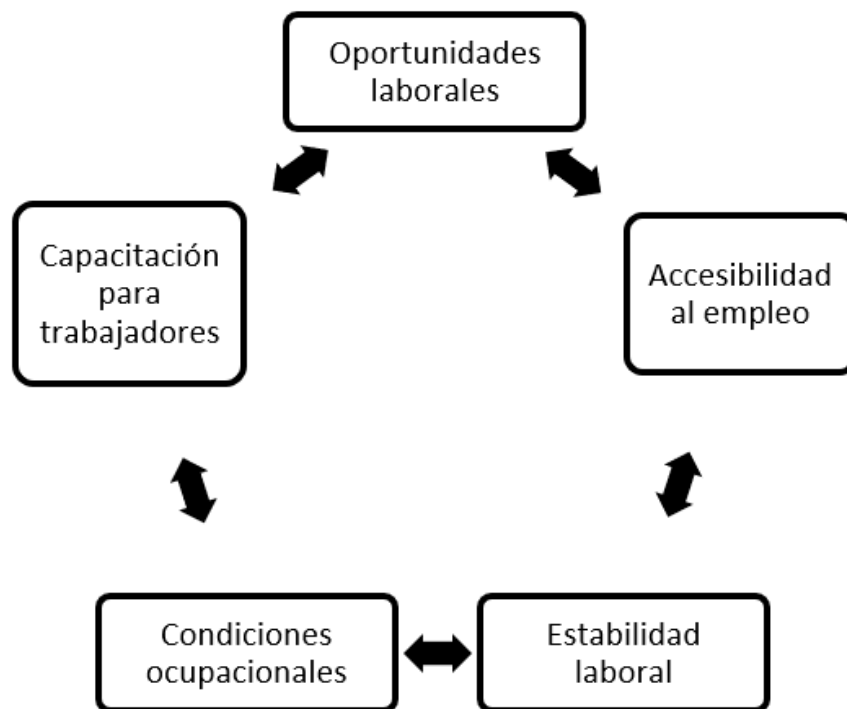 Oportunidades
laborales
Capacitación
para
trabajadores
Accesibilidad
al empleo
Condiciones
ocupacionales
Estabilidad
laboral